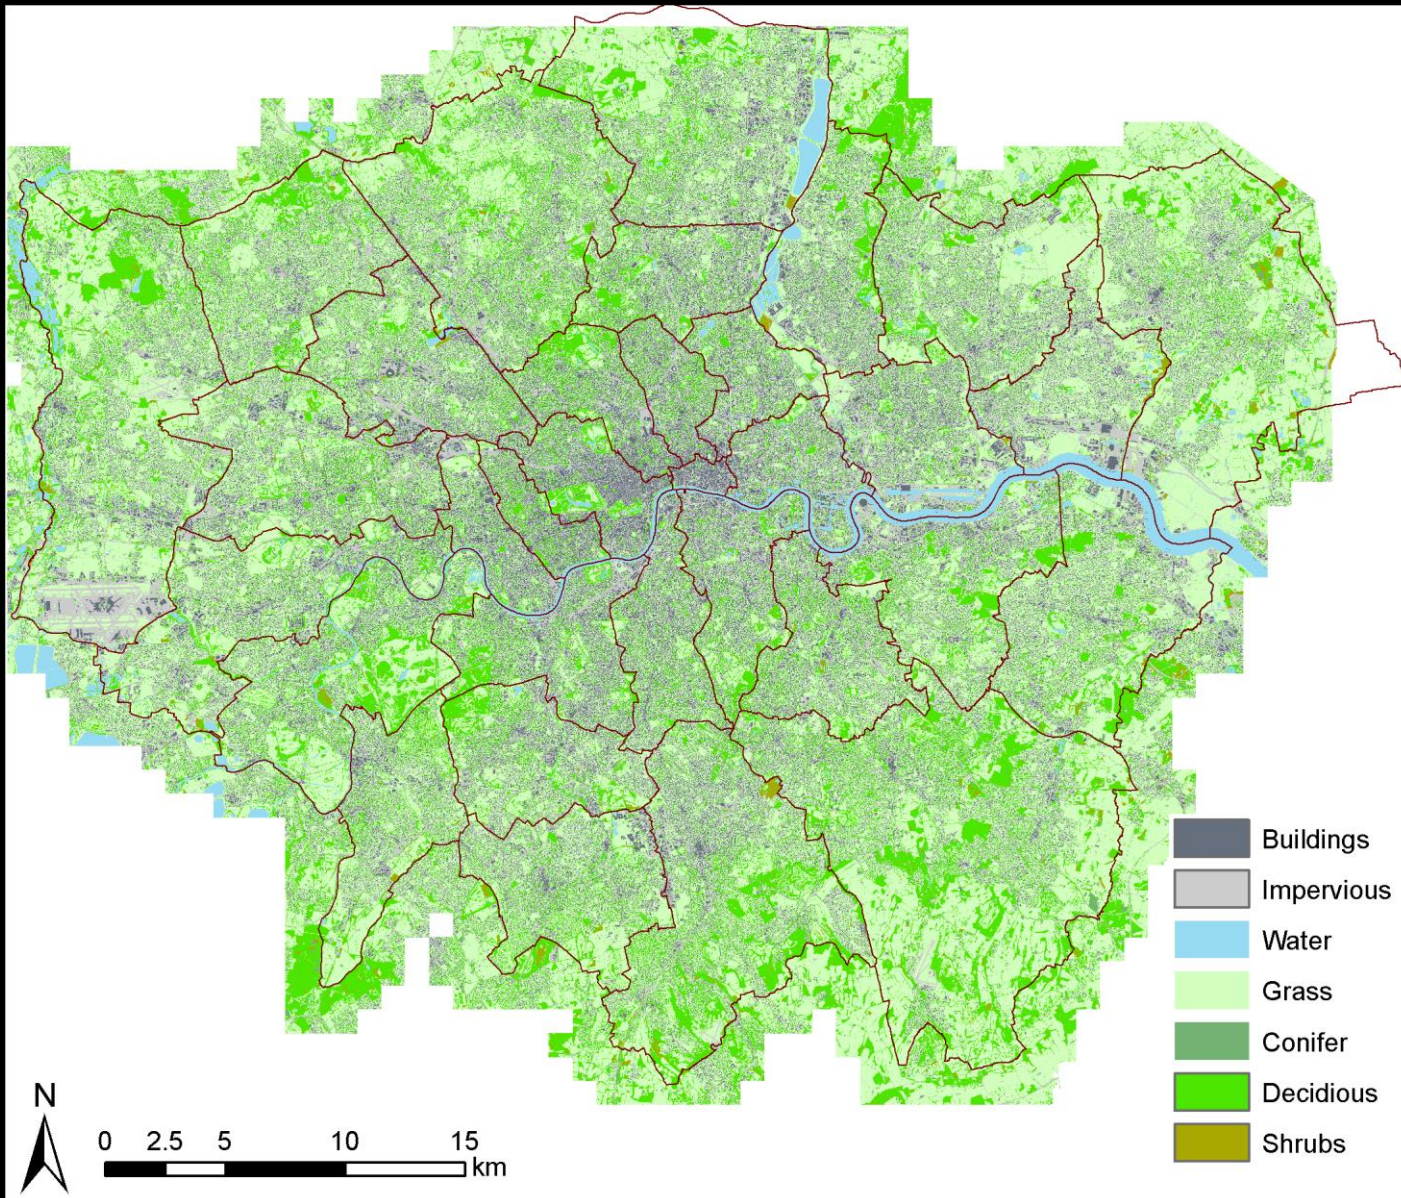 Buildings
Impervious
Water
Grass
Conifer
Decidious
Shrubs
N
0 2.5 5 10 15
km